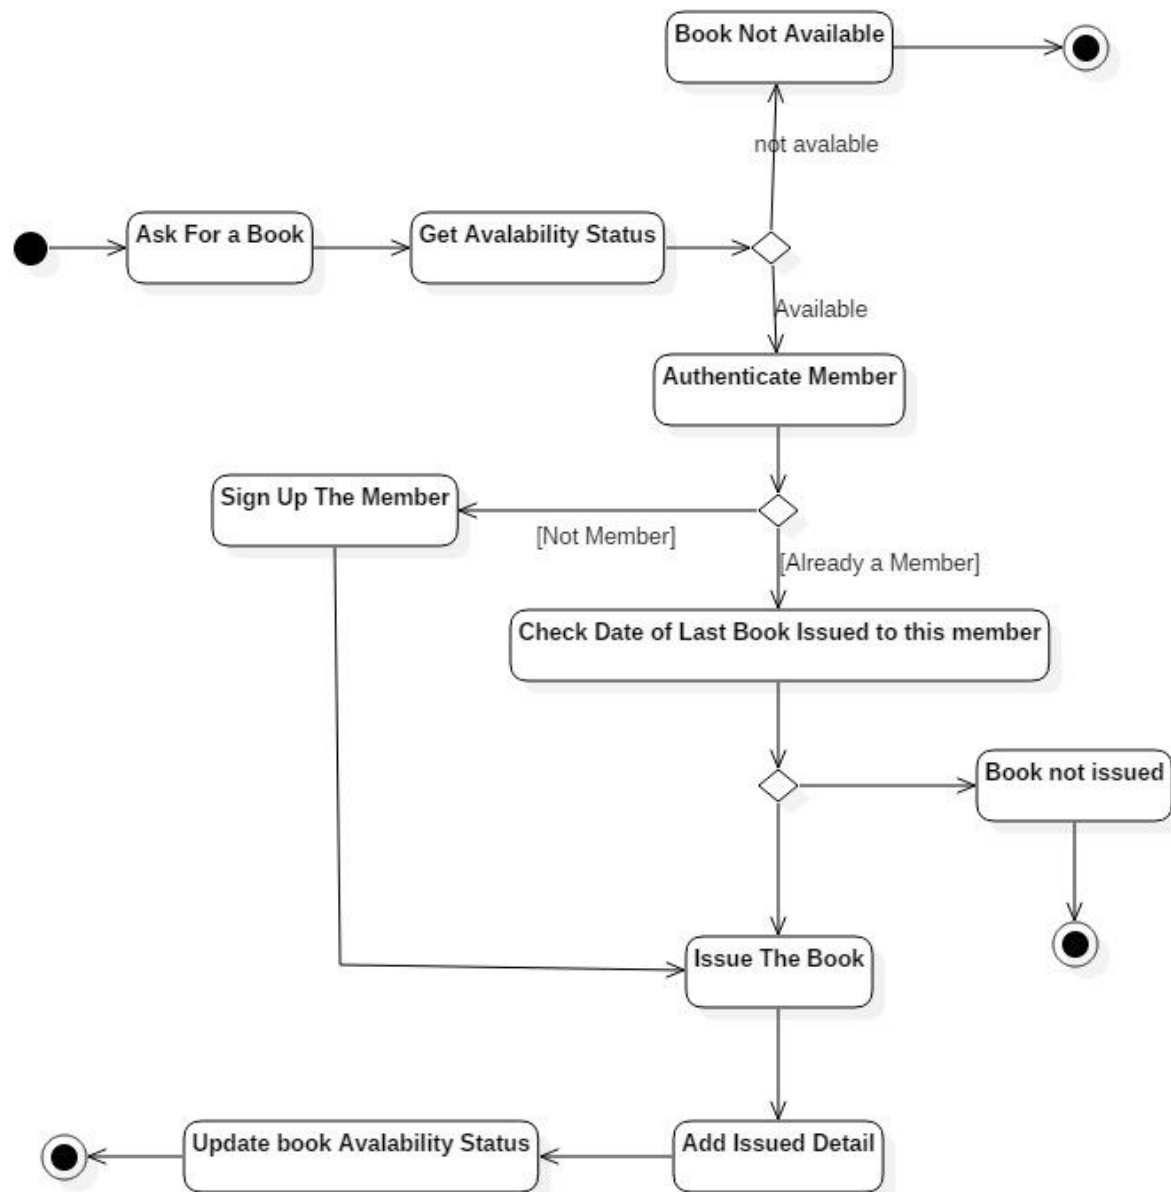 Book Not Available
not avalable
Ask For a Book
Get Avalability Status
Available
Authenticate Member
Sign Up The Member
[Not Member]
[Already a Member]
Check Date of Last Book Issued to this member
Book not issued
Issue The Book
Update book Avalability Status
Add Issued Detail